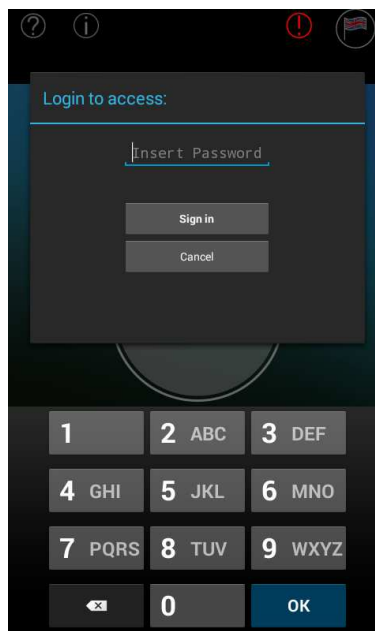 ?
i
!
Login to access:
Insert Password
Sign in
Cancel
1
2 ABC
3 DEF
4 GHI
5 JKL
6 MNO
7 PQRS
8 TUV
9 WXYZ
0
OK